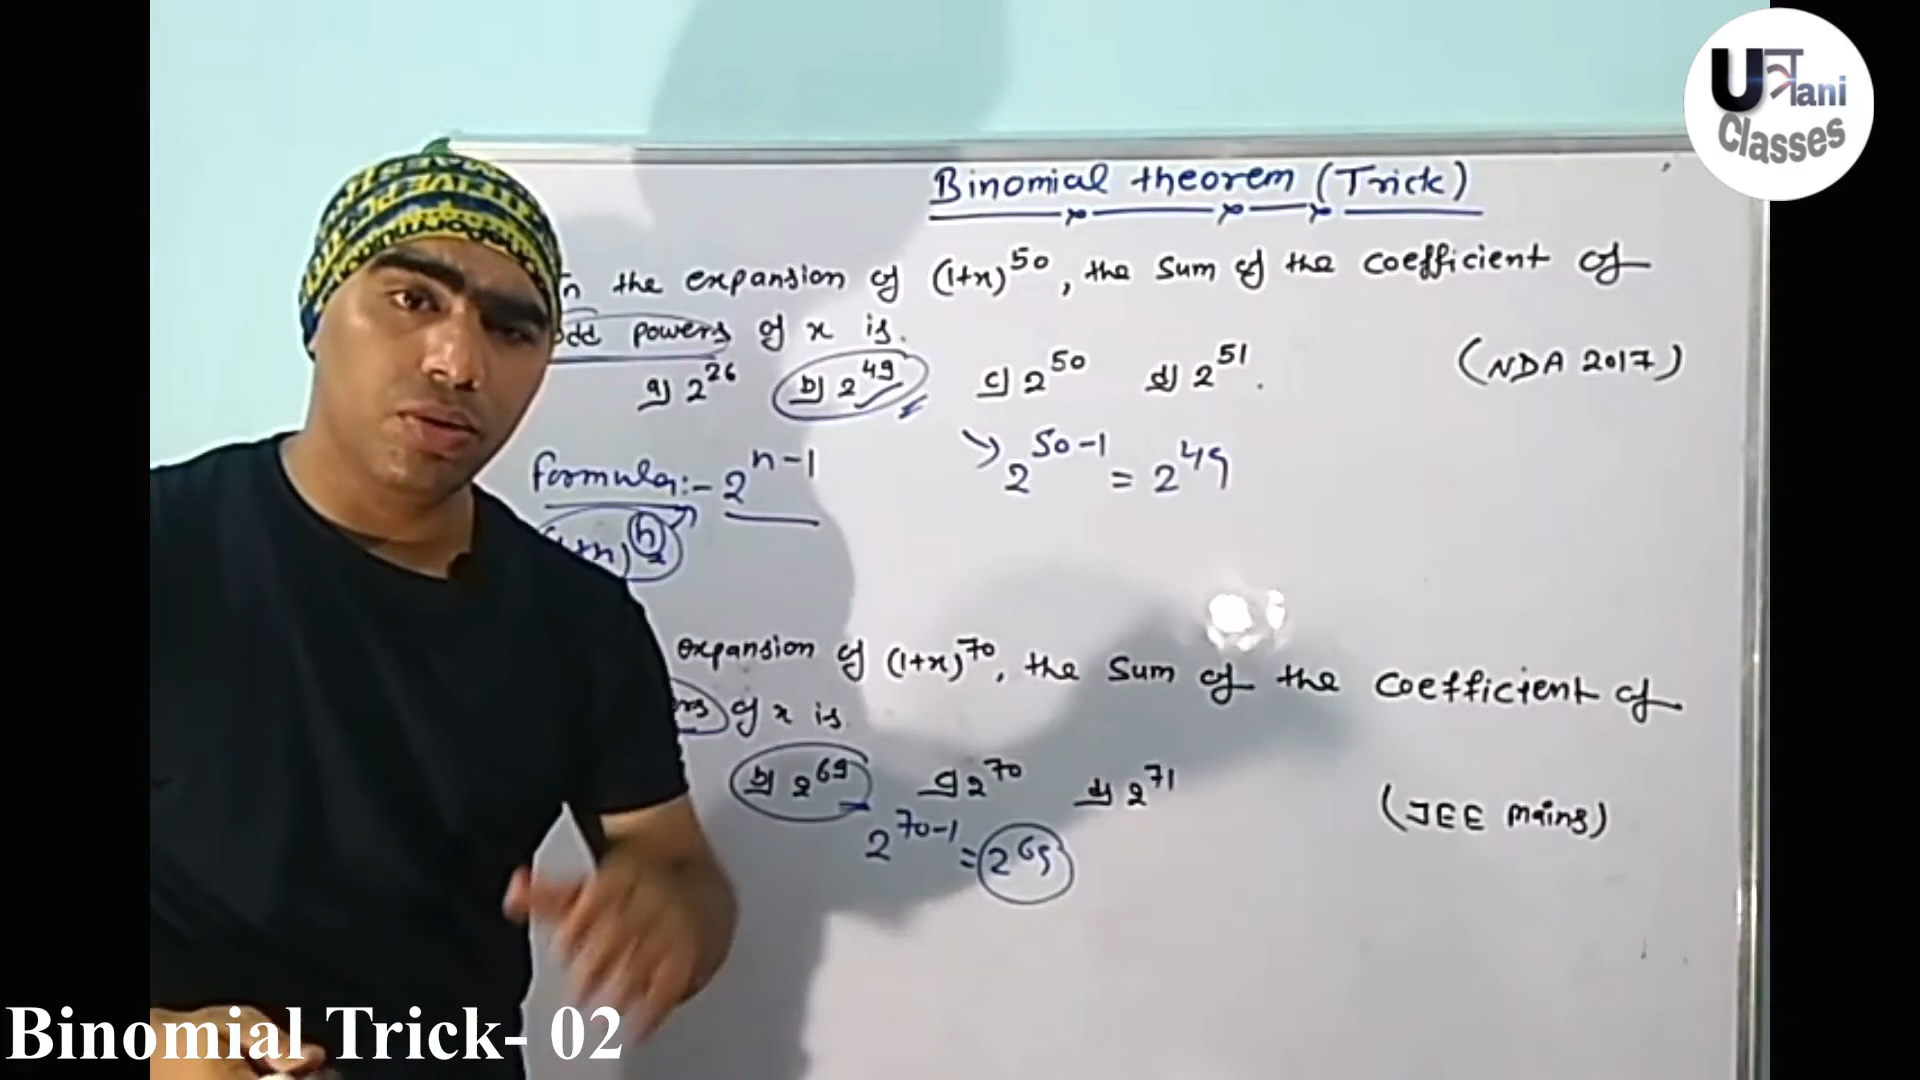 Uत्रani
Classes
Binomial theorem (Trick)
In the expansion of (1+x)^50, the sum of the coefficient of
odd powers of x is.
a) 2^26 b) 2^49 c) 2^50 d) 2^51.
(NDA 2017)
2^50-1 = 2^49
Formula:- 2^n-1
expansion of (1+x)^70, the sum of the coefficient of
of x is
b) 2^69 c) 2^70 d) 2^71
(JEE mains)
2^70-1 = 2^69
Binomial Trick- 02